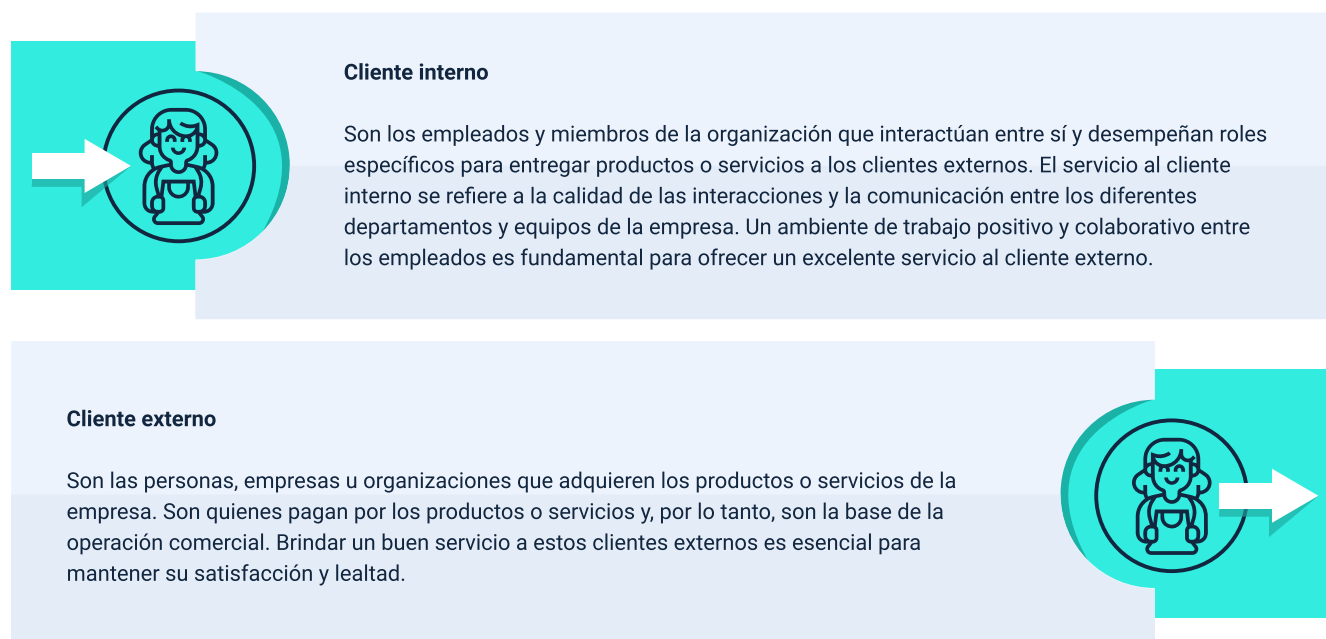 Cliente interno
Son los empleados y miembros de la organización que interactúan entre sí y desempeñan roles
específicos para entregar productos o servicios a los clientes externos. El servicio al cliente
interno se refiere a la calidad de las interacciones y la comunicación entre los diferentes
departamentos y equipos de la empresa. Un ambiente de trabajo positivo y colaborativo entre
los empleados es fundamental para ofrecer un excelente servicio al cliente externo.
Cliente externo
Son las personas, empresas u organizaciones que adquieren los productos o servicios de la
empresa. Son quienes pagan por los productos o servicios y, por lo tanto, son la base de la
operación comercial. Brindar un buen servicio a estos clientes externos es esencial para
mantener su satisfacción y lealtad.